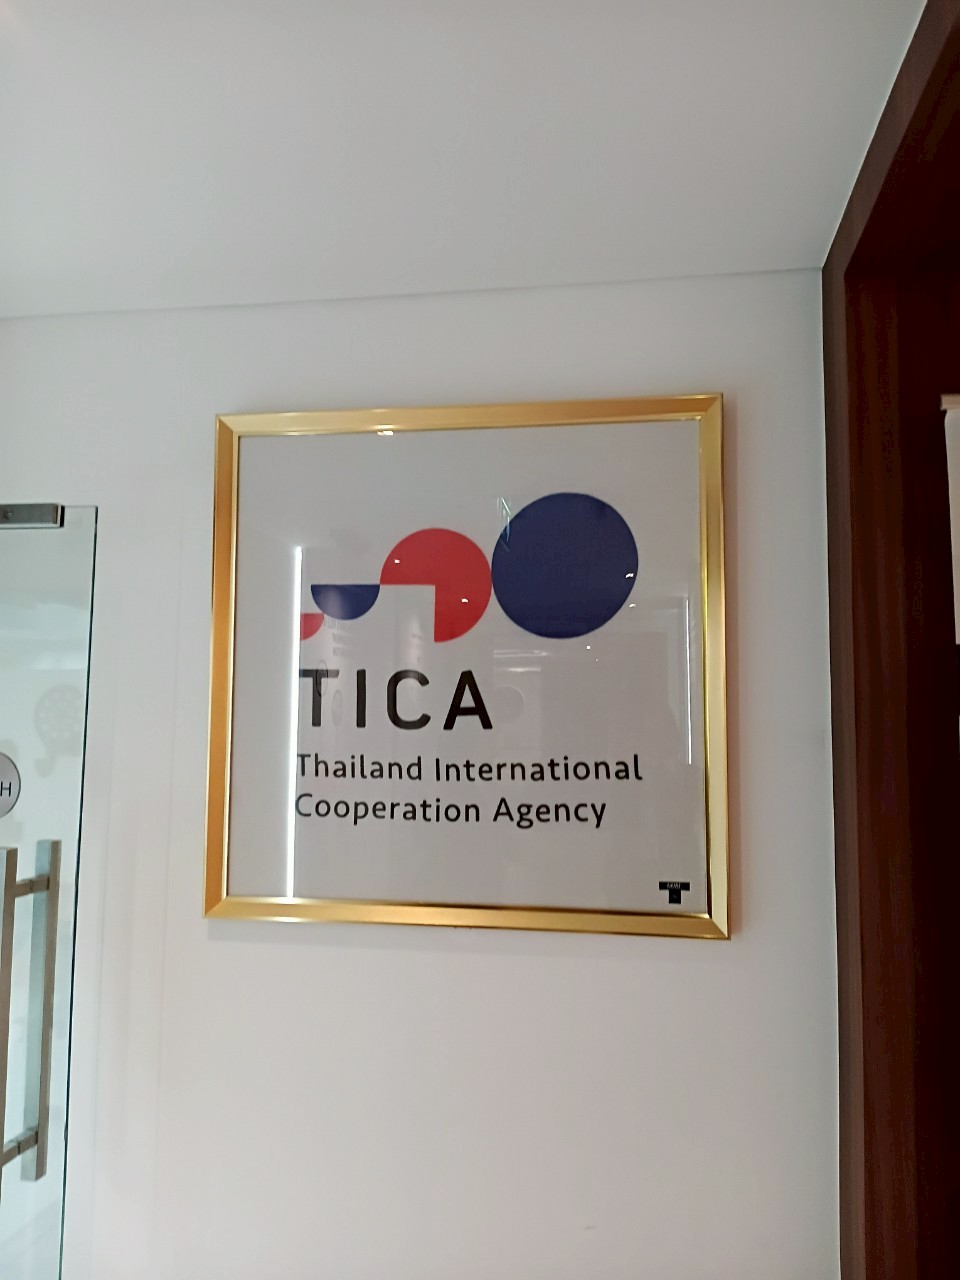 TICA
Thailand International
Cooperation Agency
H